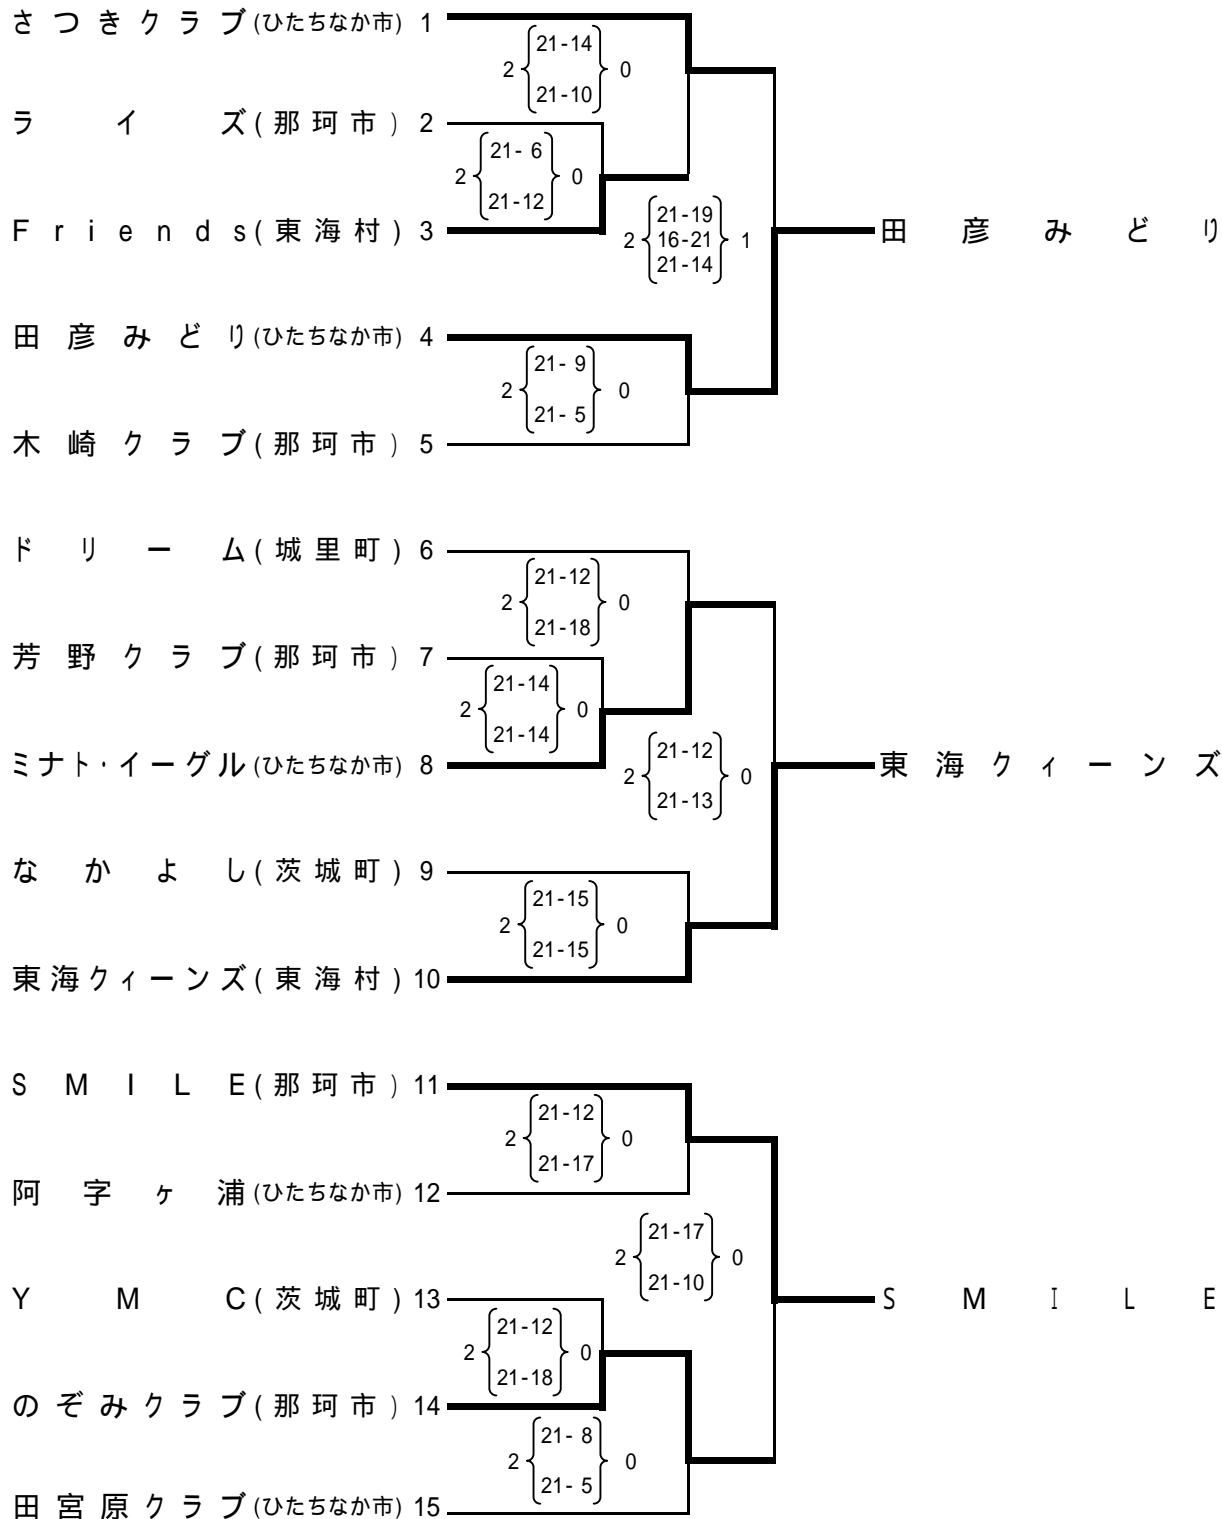 さつきクラブ(ひたちなか市) 1
21-14
2 0
21-10
ライズ(那珂市) 2
21- 6
2 0
21-12
Friends(東海村) 3
21-19
2 16-21 1
21-14
田彦みどり
田彦みどり(ひたちなか市) 4
21- 9
2 0
21- 5
木崎クラブ(那珂市) 5
ドリーム(城里町) 6
21-12
2 0
21-18
芳野クラブ(那珂市) 7
21-14
2 0
21-14
ミナト・イーグル(ひたちなか市) 8
21-12
2 0
21-13
東海クィーンズ
なかよし(茨城町) 9
21-15
2 0
21-15
東海クィーンズ(東海村) 10
SMILE(那珂市) 11
21-12
2 0
21-17
阿字ヶ浦(ひたちなか市) 12
21-17
2 0
21-10
YMC(茨城町) 13
SMILE
21-12
2 0
21-18
のぞみクラブ(那珂市) 14
21- 8
2 0
21- 5
田宮原クラブ(ひたちなか市) 15